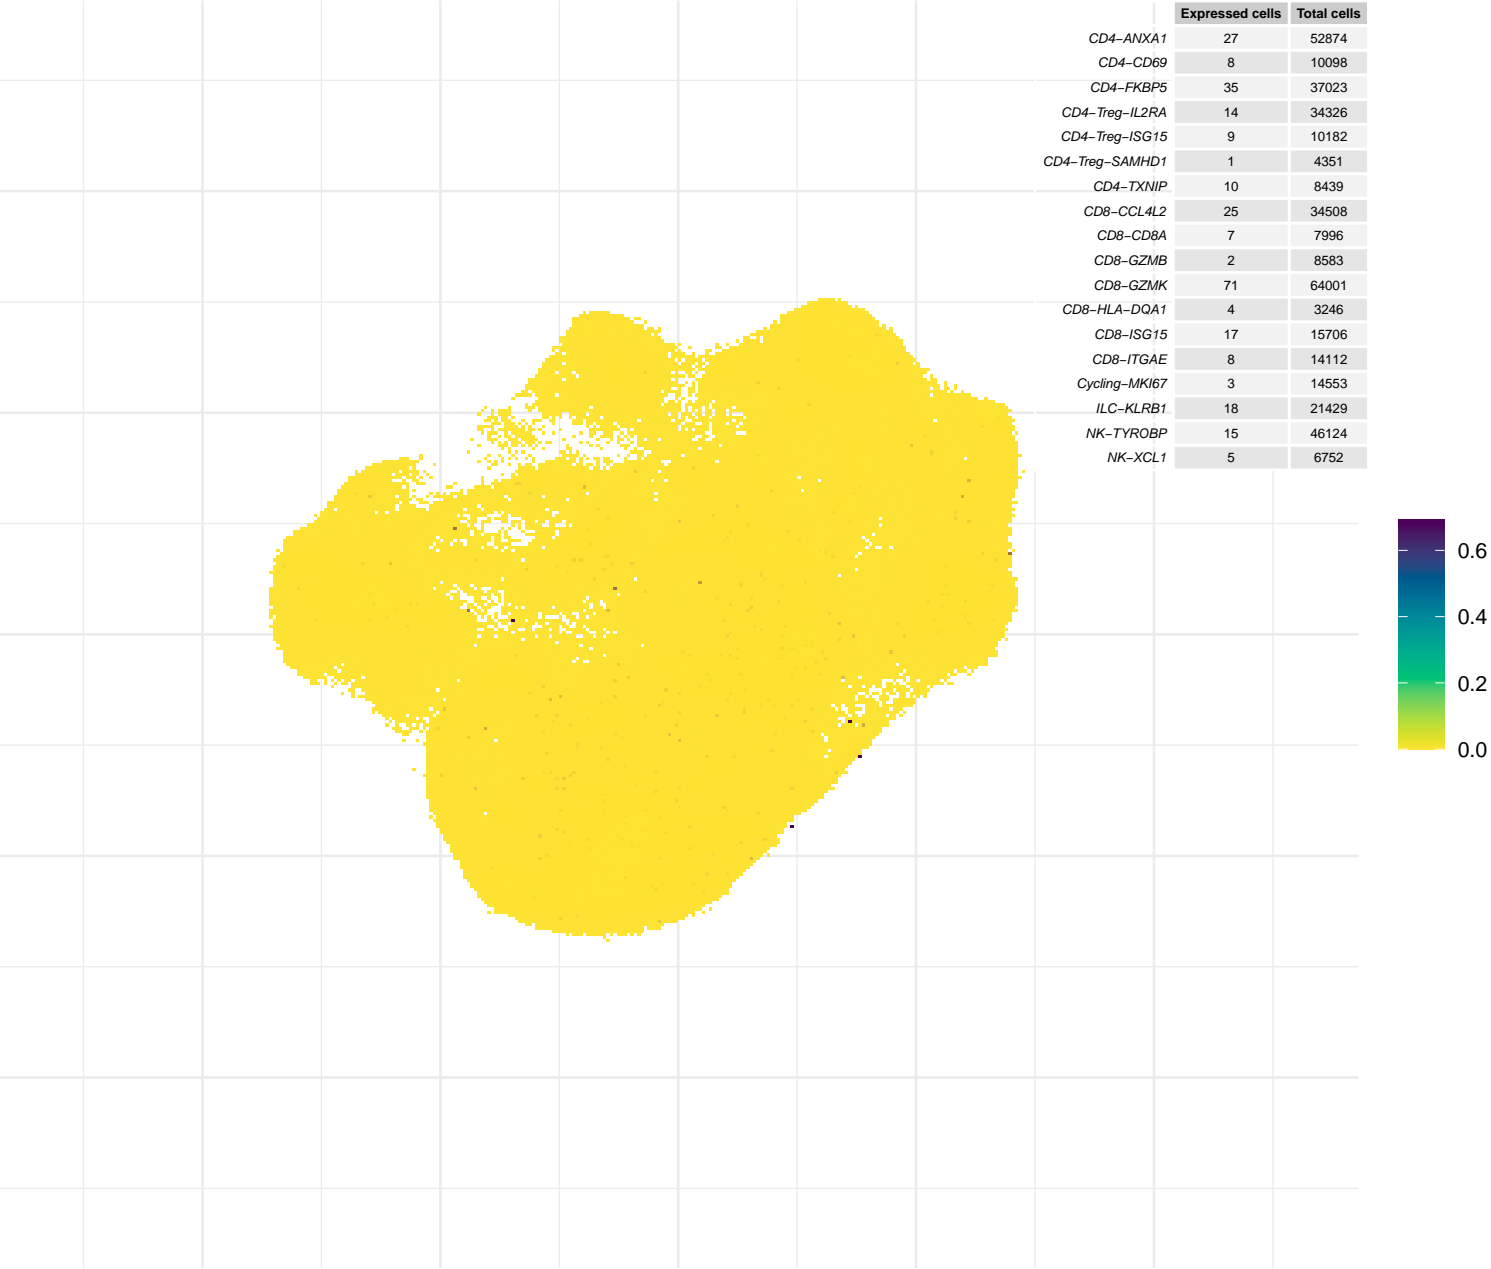 Expressed cells Total cells
CD4−ANXA1 27 52874
CD4−CD69 8 10098
CD4−FKBP5 35 37023
CD4−Treg−IL2RA 14 34326
CD4−Treg−ISG15 9 10182
CD4−Treg−SAMHD1 1 4351
CD4−TXNIP 10 8439
CD8−CCL4L2 25 34508
CD8−CD8A 7 7996
CD8−GZMB 2 8583
CD8−GZMK 71 64001
CD8−HLA−DQA1 4 3246
CD8−ISG15 17 15706
CD8−ITGAE 8 14112
Cycling−MKI67 3 14553
ILC−KLRB1 18 21429
NK−TYROBP 15 46124
NK−XCL1 5 6752
0.6
0.4
0.2
0.0